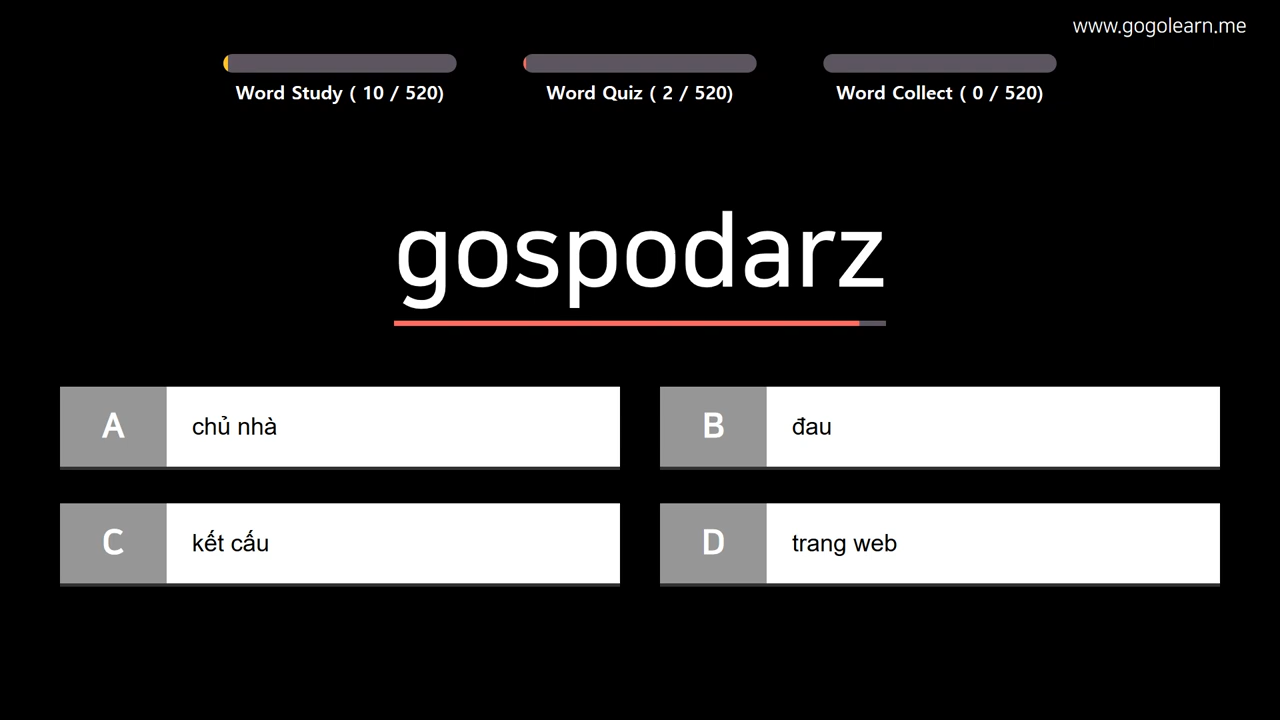 www.gogolearn.me
Word Study ( 10 / 520)
Word Quiz ( 2 / 520)
Word Collect ( 0 / 520)
gospodarz
A chủ nhà
B đau
C kết cấu
D trang web